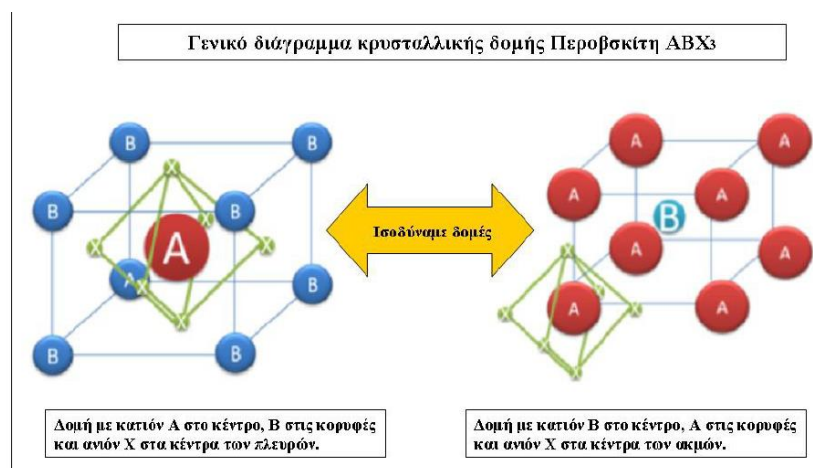 Γενικό διάγραμμα κρυσταλλικής δομής Περοβσκίτη ABX₃
B
B
B
B
X
X
A
X
X
A
B
X
X
B
B
Ισοδύναμε δομές
A
A
A
A
B
A
A
X
X
A
X
A
X
X
X
Δομή με κατιόν Α στο κέντρο, Β στις κορυφές
και ανιόν Χ στα κέντρα των πλευρών.
Δομή με κατιόν Β στο κέντρο, Α στις κορυφές
και ανιόν Χ στα κέντρα των ακμών.